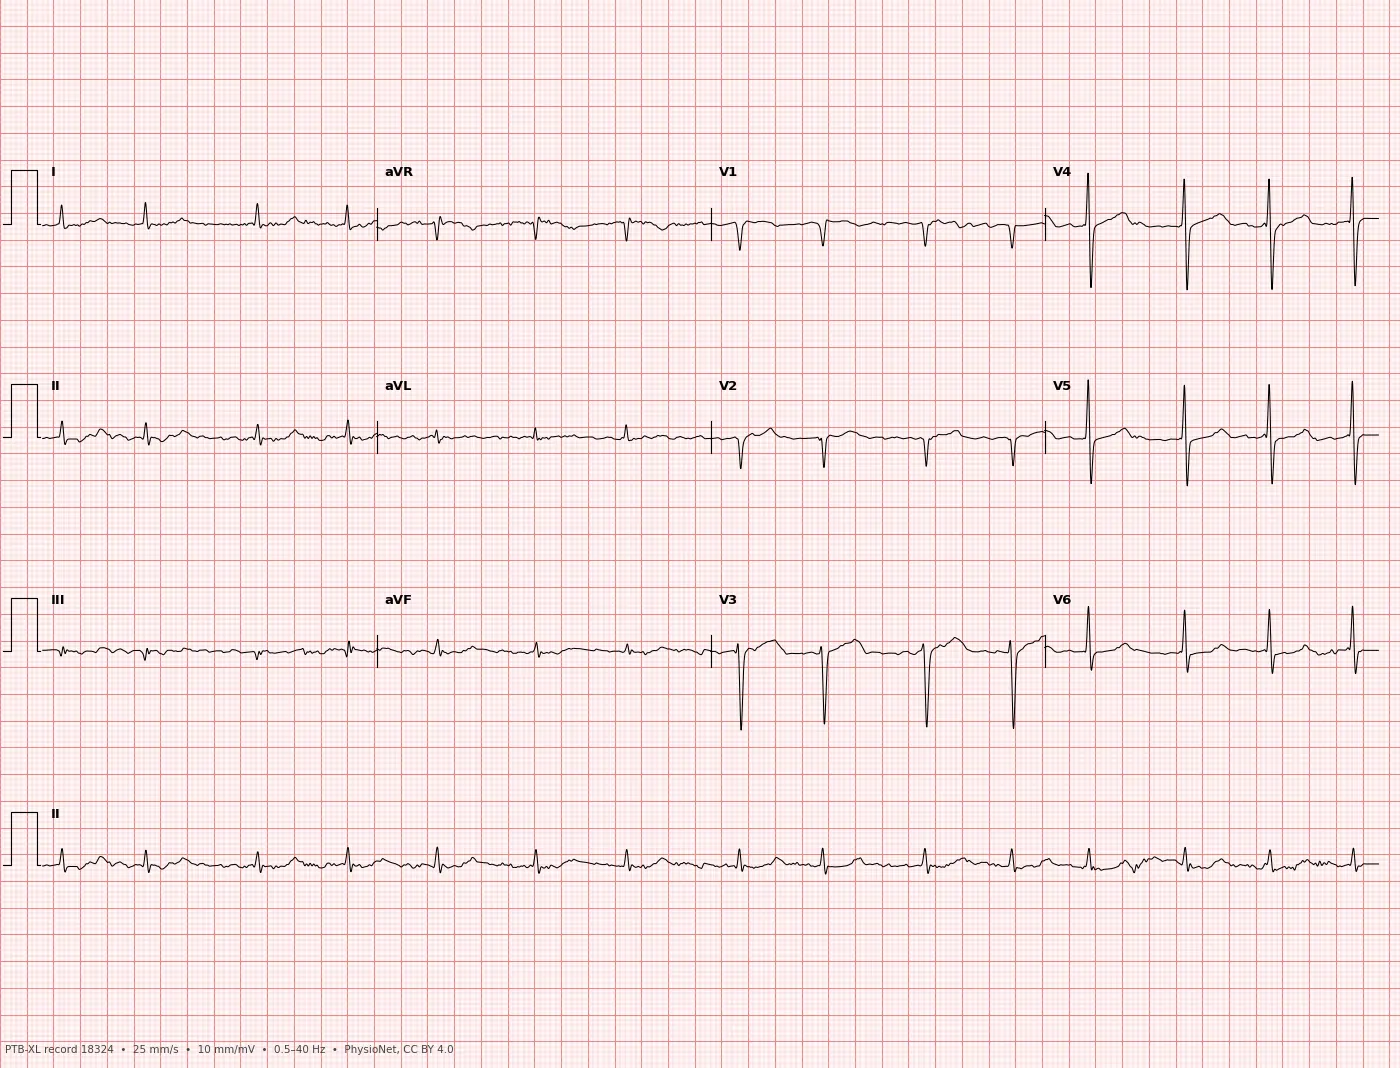 I aVR V1 V4
II aVL V2 V5
III aVF V3 V6
II
PTB-XL record 18324 • 25 mm/s • 10 mm/mV • 0.5–40 Hz • PhysioNet, CC BY 4.0